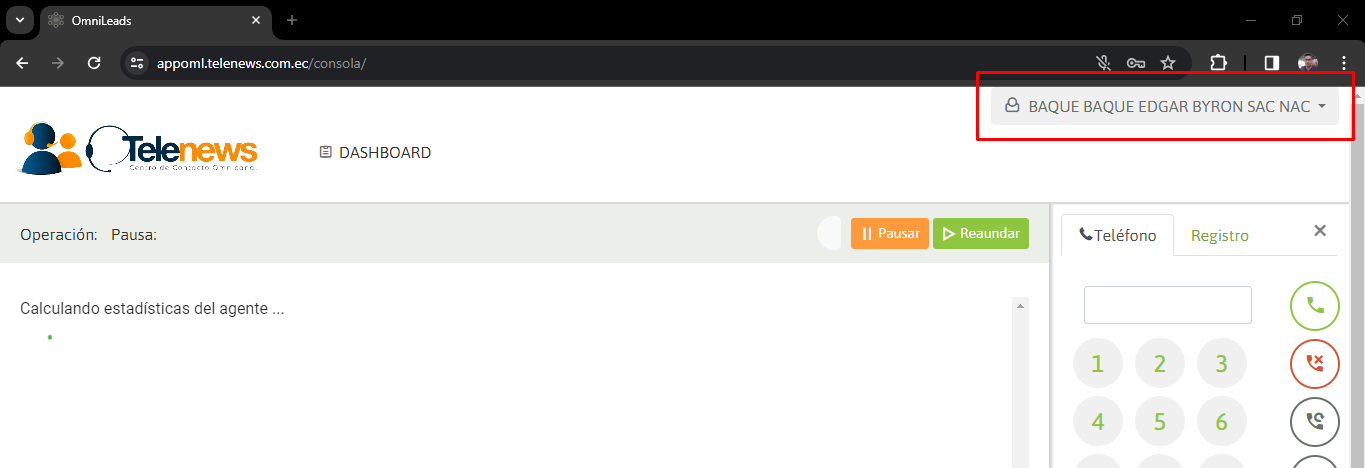 OmniLeads
appoml.telenews.com.ec/consola/
BAQUE BAQUE EDGAR BYRON SAC NAC
Telenews
Centro de Contacto Omnicanal
DASHBOARD
Operación: Pausa:
Pausar
Reaundar
Teléfono
Registro
Calculando estadísticas del agente ...
1 2 3
4 5 6